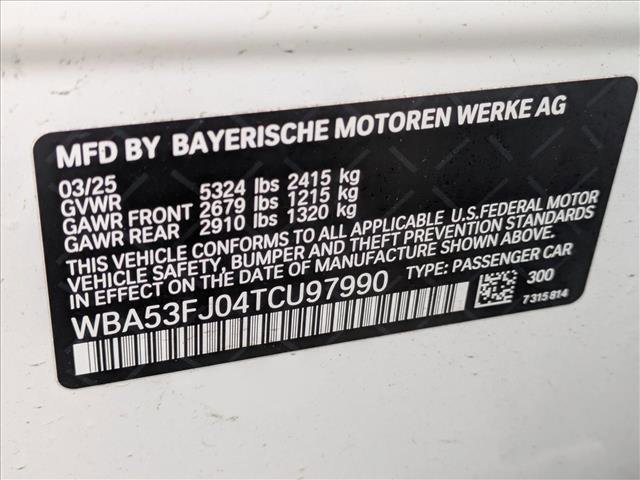 MFD BY BAYERISCHE MOTOREN WERKE AG
03/25
GVWR 5324 lbs 2415 kg
GAWR FRONT 2679 lbs 1215 kg
GAWR REAR 2910 lbs 1320 kg
THIS VEHICLE CONFORMS TO ALL APPLICABLE U.S.FEDERAL MOTOR
VEHICLE SAFETY, BUMPER, AND THEFT PREVENTION STANDARDS
IN EFFECT ON THE DATE OF MANUFACTURE SHOWN ABOVE.
WBA53FJ04TCU97990 TYPE: PASSENGER CAR
300
7315814